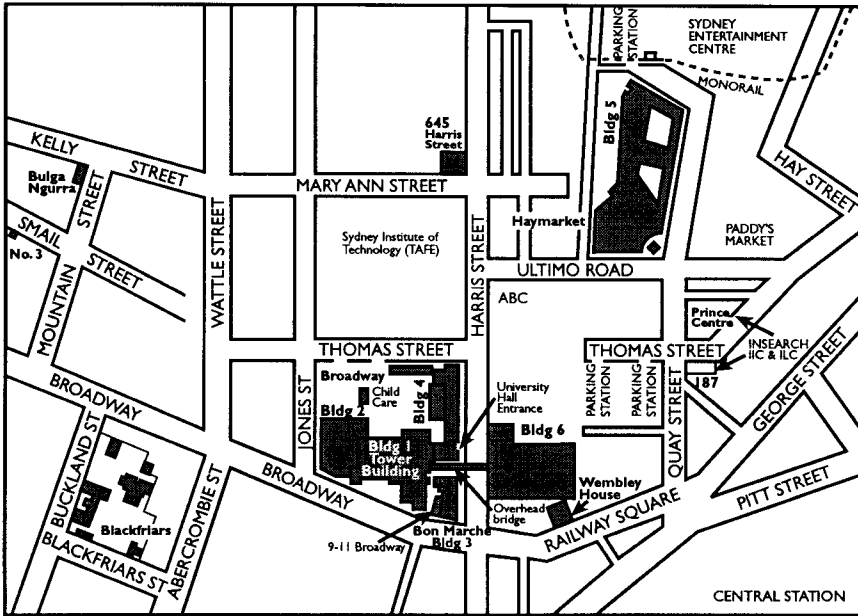 PARKING
STATION
SYDNEY
ENTERTAINMENT
CENTRE
MONORAIL
KELLY
STREET
Bulga
Ngurra
645
Harris
Street
Bldg 5
HAY STREET
MARY ANN STREET
SMAIL
STREET
No. 3
MOUNTAIN
STREET
WATTLE STREET
Sydney Institute of
Technology (TAFE)
HARRIS STREET
Haymarket
PADDY'S
MARKET
ULTIMO ROAD
ABC
Prince
Centre
INSEARCH
IIC & ILC
187
THOMAS STREET
THOMAS STREET
GEORGE STREET
BROADWAY
Broadway
Child
Care
Bldg 4
University
Hall
Entrance
PARKING
STATION
PARKING
STATION
QUAY STREET
JONES ST
Bldg 2
Bldg 1
Tower
Building
Bldg 6
BUCKLAND ST
Blackfriars
BLACKFRIARS ST
ABERCROMBIE ST
BROADWAY
Overhead
bridge
Wembley
House
RAILWAY SQUARE
PITT STREET
9-11 Broadway
Bon Marche
Bldg 3
CENTRAL STATION